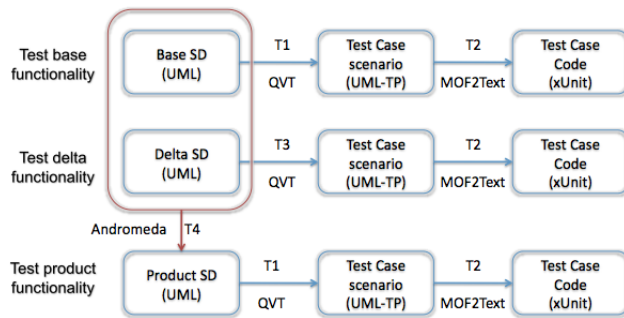 Test base
functionality
Base SD
(UML)
T1
QVT
Test Case
scenario
(UML-TP)
T2
MOF2Text
Test Case
Code
(xUnit)
Test delta
functionality
Delta SD
(UML)
T3
QVT
Test Case
scenario
(UML-TP)
T2
MOF2Text
Test Case
Code
(xUnit)
Andromeda T4
Test product
functionality
Product SD
(UML)
T1
QVT
Test Case
scenario
(UML-TP)
T2
MOF2Text
Test Case
Code
(xUnit)